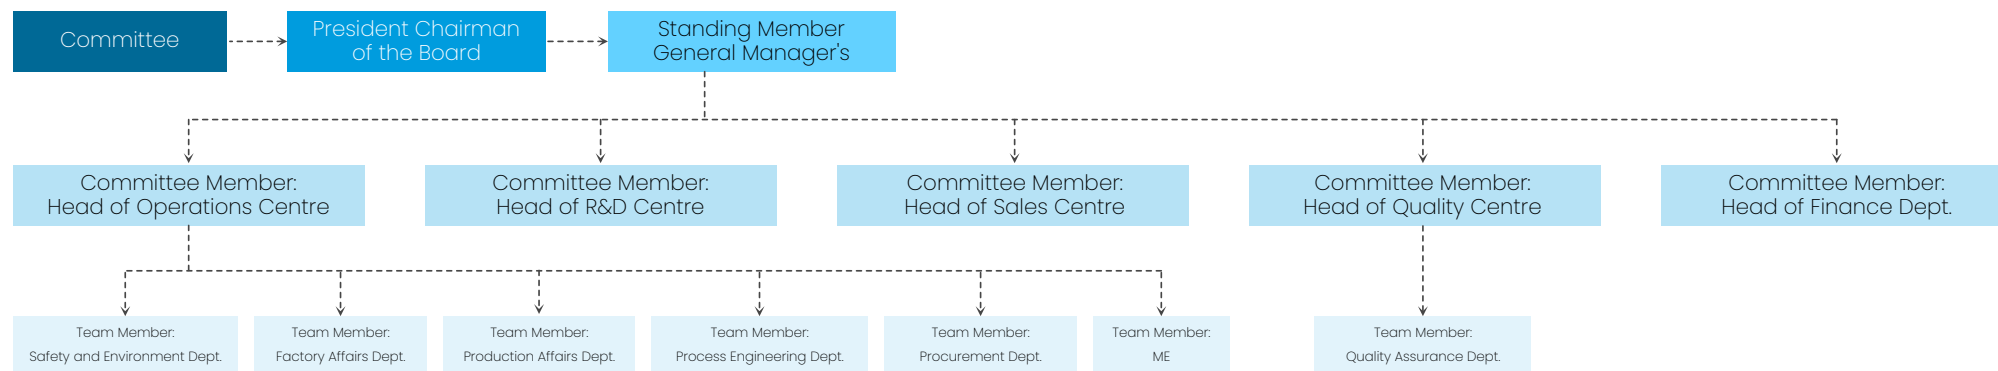 Committee
President Chairman
of the Board
Standing Member
General Manager's
Committee Member:
Head of Operations Centre
Committee Member:
Head of R&D Centre
Committee Member:
Head of Sales Centre
Committee Member:
Head of Quality Centre
Committee Member:
Head of Finance Dept.
Team Member:
Safety and Environment Dept.
Team Member:
Factory Affairs Dept.
Team Member:
Production Affairs Dept.
Team Member:
Process Engineering Dept.
Team Member:
Procurement Dept.
Team Member:
ME
Team Member:
Quality Assurance Dept.